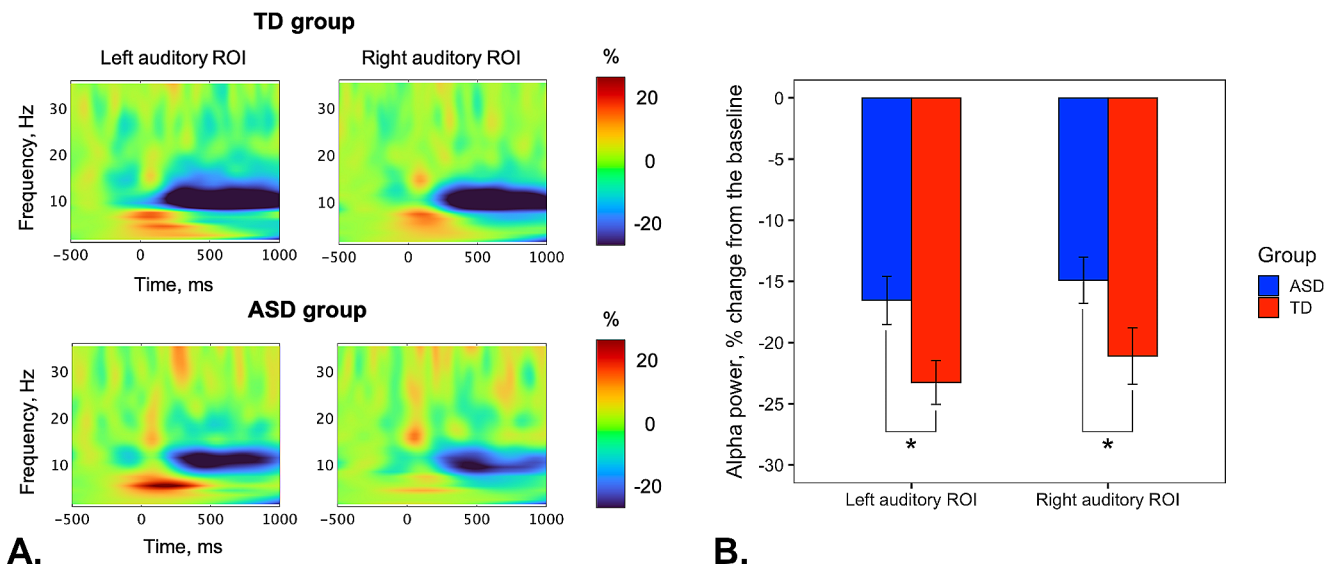 TD group
Left auditory ROI
Right auditory ROI
%
Frequency, Hz
30
20
10
30
20
10
20
0
-20
−500
0
500
1000
−500
0
500
1000
Time, ms
ASD group
%
Frequency, Hz
30
20
10
30
20
10
20
0
-20
−500
0
500
1000
−500
0
500
1000
Time, ms
A.
Alpha power, % change from the baseline
0
-5
-10
-15
-20
-25
-30
*
*
Left auditory ROI
Right auditory ROI
Group
ASD
TD
B.